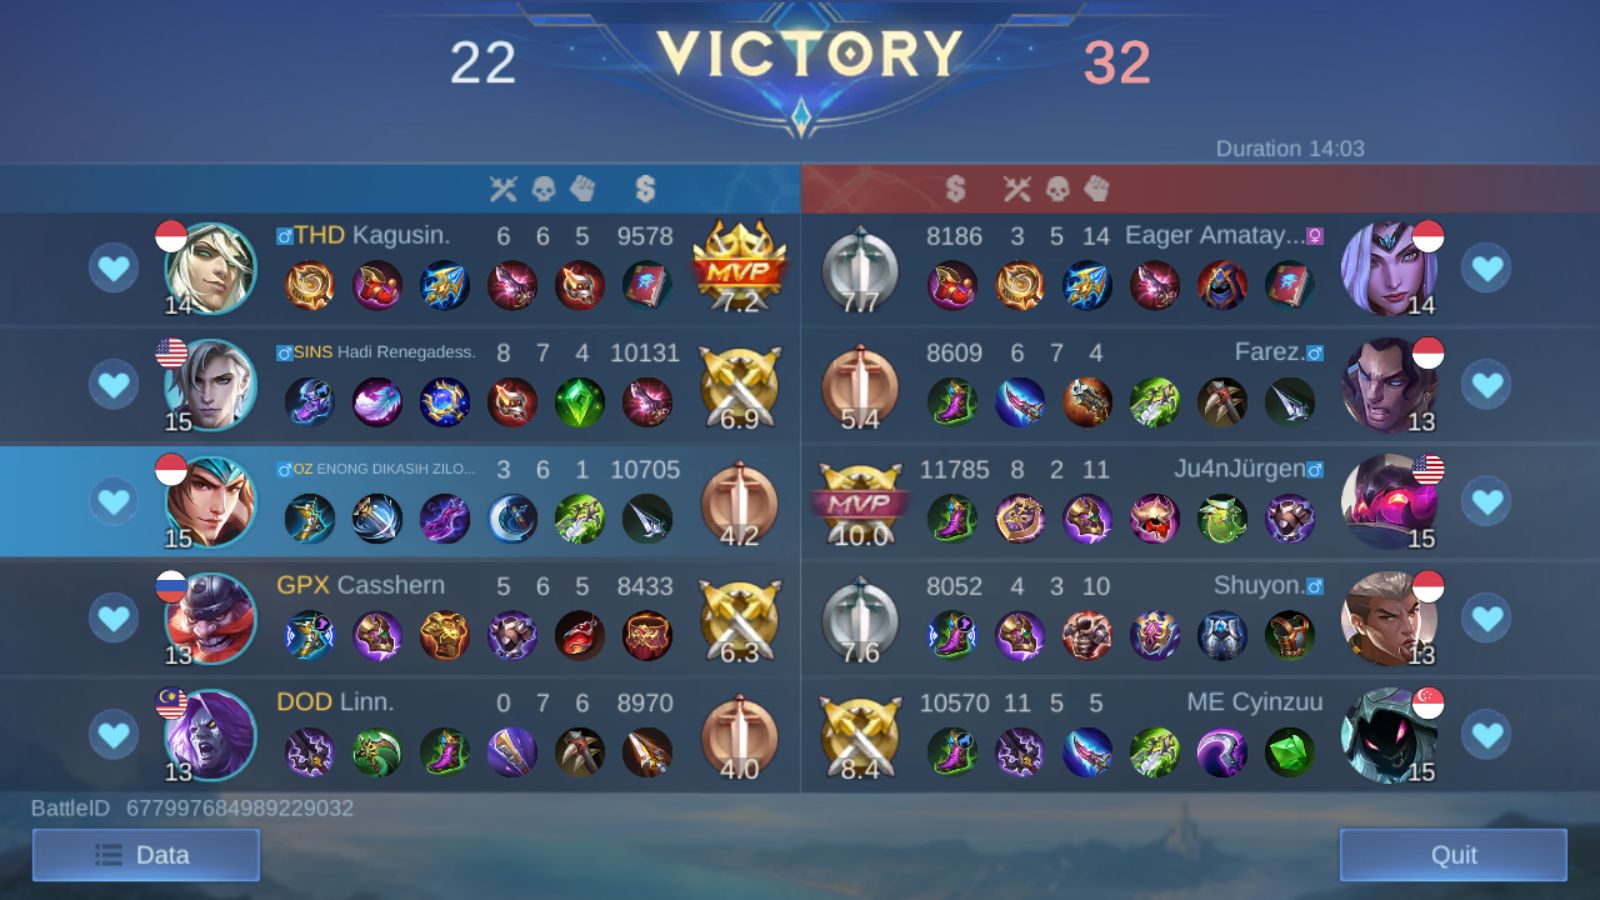 VICTORY
22
32
Duration 14:03
THD Kagusin. 6 6 5 9578 MVP 7.2 14
7.7 8186 3 5 14 Eager Amatay... 14
SINS Hadi Renegadess. 8 7 4 10131 6.9 15
5.4 8609 6 7 4 Farez. 13
OZ ENONG DIKASIH ZILO... 3 6 1 10705 4.2 15
MVP 10.0 11785 8 2 11 Ju4nJürgen 15
GPX Casshern 5 6 5 8433 6.3 13
7.6 8052 4 3 10 Shuyon. 13
DOD Linn. 0 7 6 8970 4.0 13
8.4 10570 11 5 5 ME Cyinzuu 15
BattleID 677997684989229032
Data
Quit